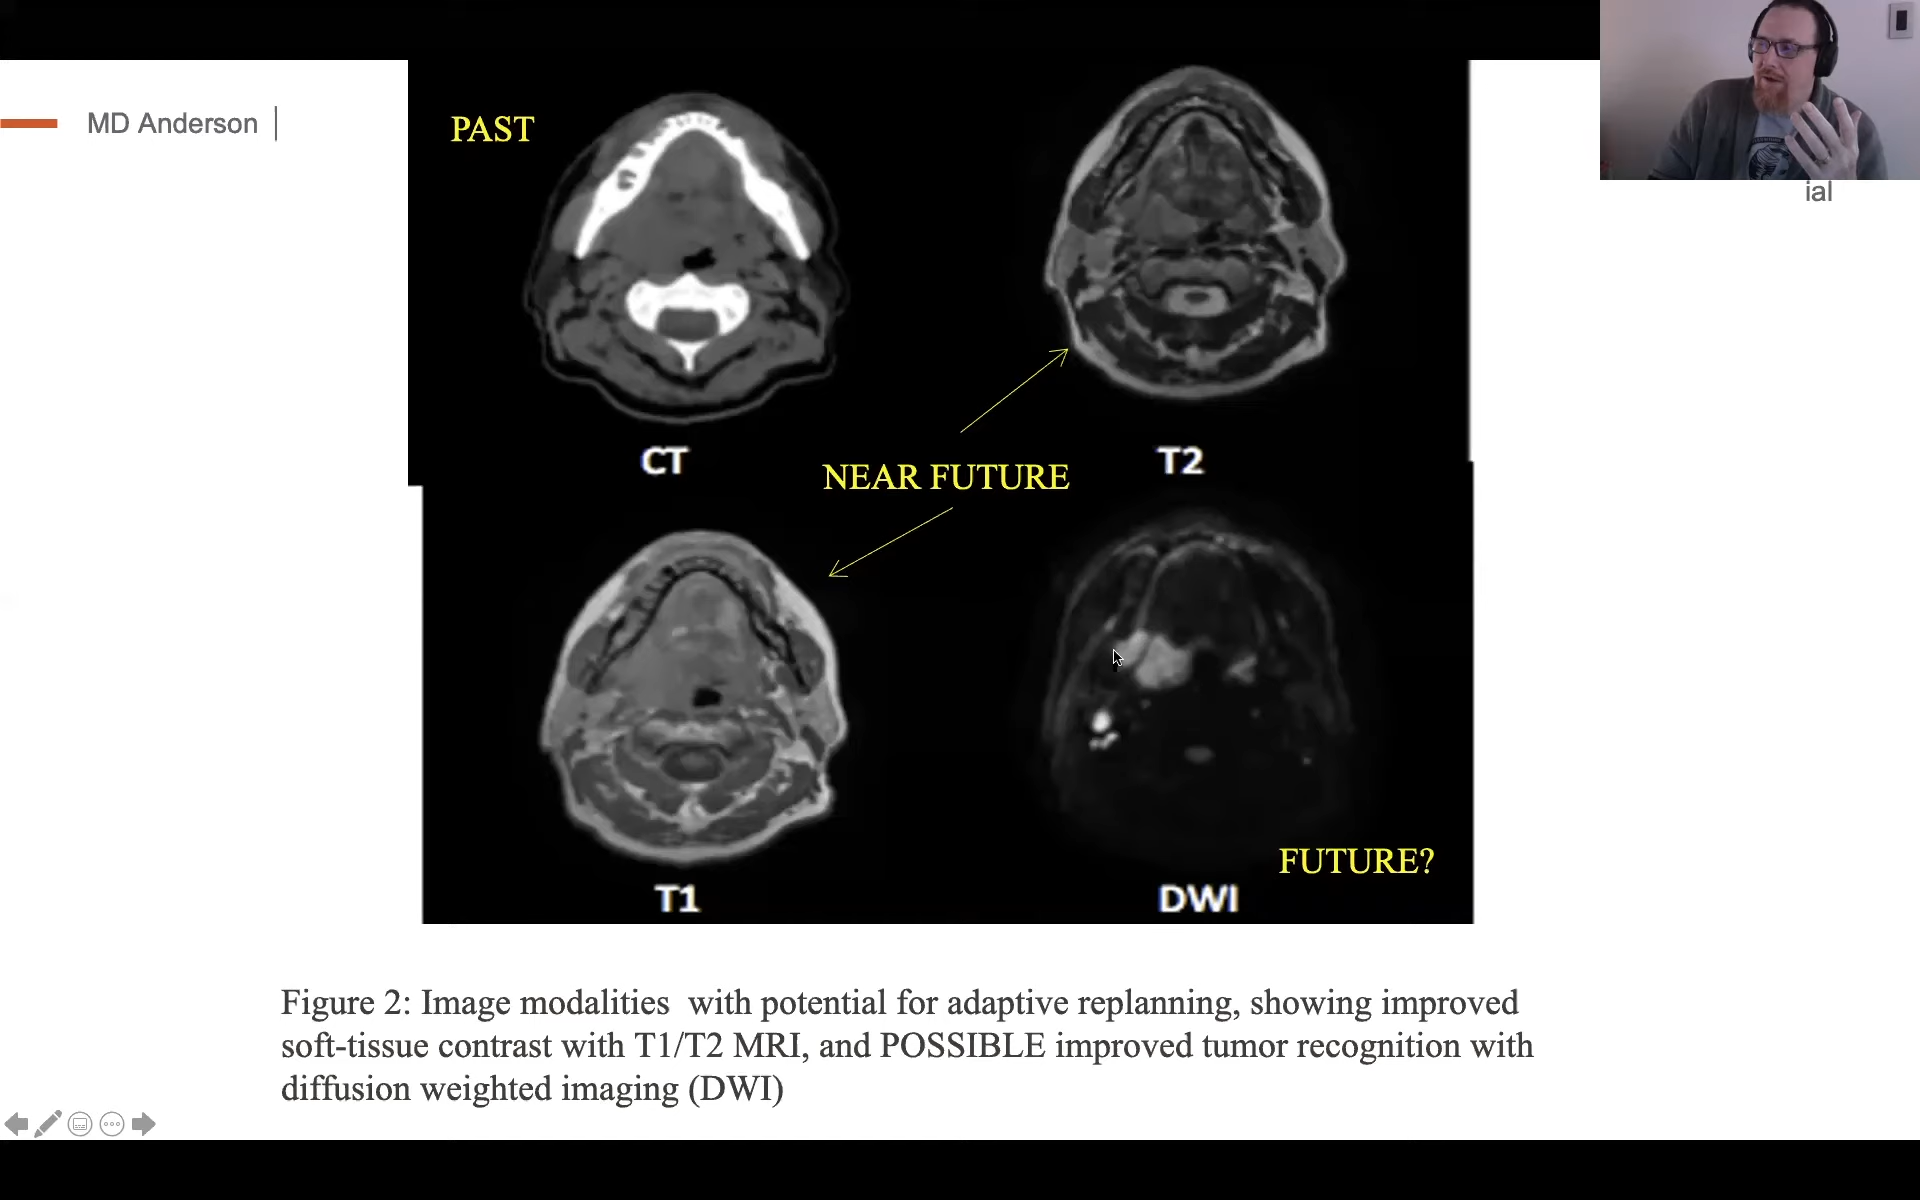 MD Anderson |
ial
PAST
CT
T2
NEAR FUTURE
T1
DWI
FUTURE?
Figure 2: Image modalities with potential for adaptive replanning, showing improved
soft-tissue contrast with T1/T2 MRI, and POSSIBLE improved tumor recognition with
diffusion weighted imaging (DWI)